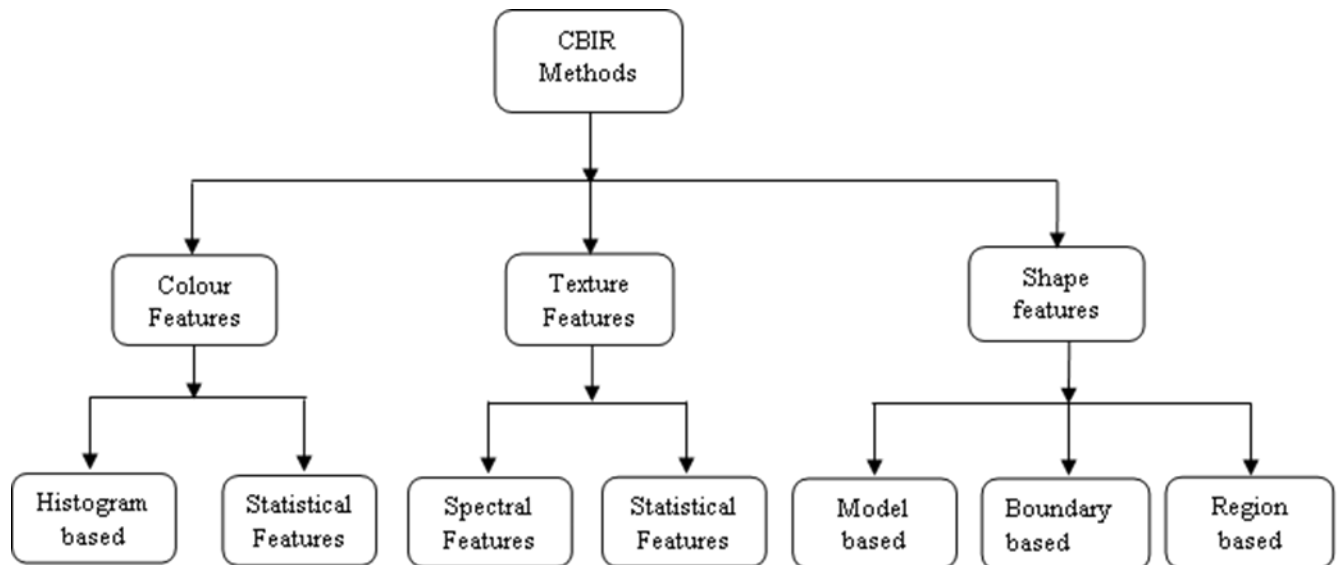 CBIR
Methods
Colour
Features
Texture
Features
Shape
features
Histogram
based
Statistical
Features
Spectral
Features
Statistical
Features
Model
based
Boundary
based
Region
based